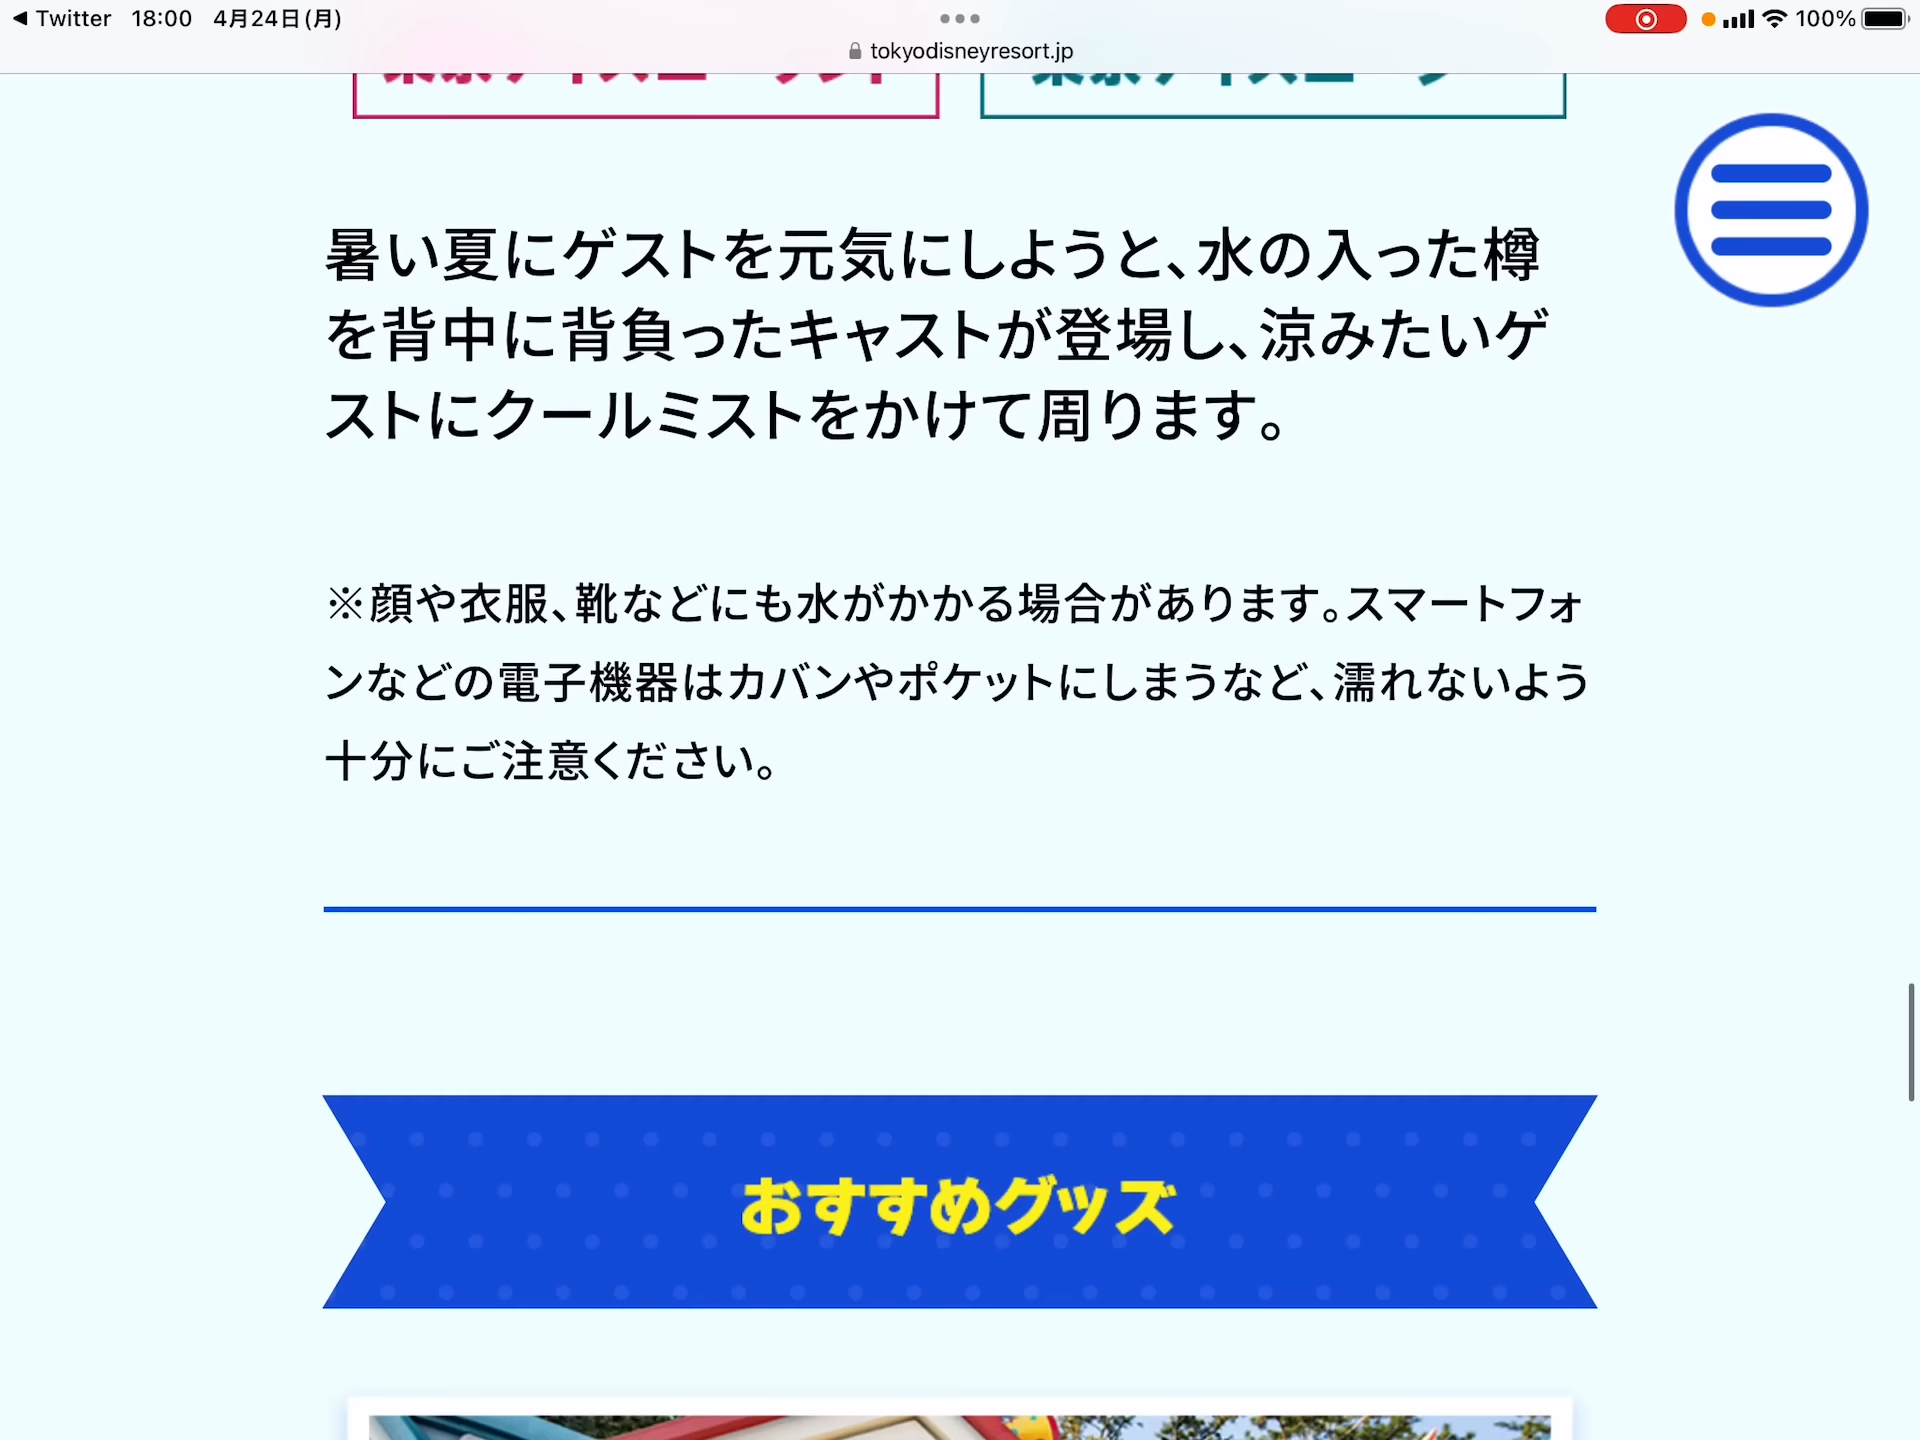 Twitter 18:00 4月24日(月)
100%
tokyodisneyresort.jp
暑い夏にゲストを元気にしようと、水の入った樽
を背中に背負ったキャストが登場し、涼みたいゲ
ストにクールミストをかけて周ります。
※顔や衣服、靴などにも水がかかる場合があります。スマートフォ
ンなどの電子機器はカバンやポケットにしまうなど、濡れないよう
十分にご注意ください。
おすすめグッズ